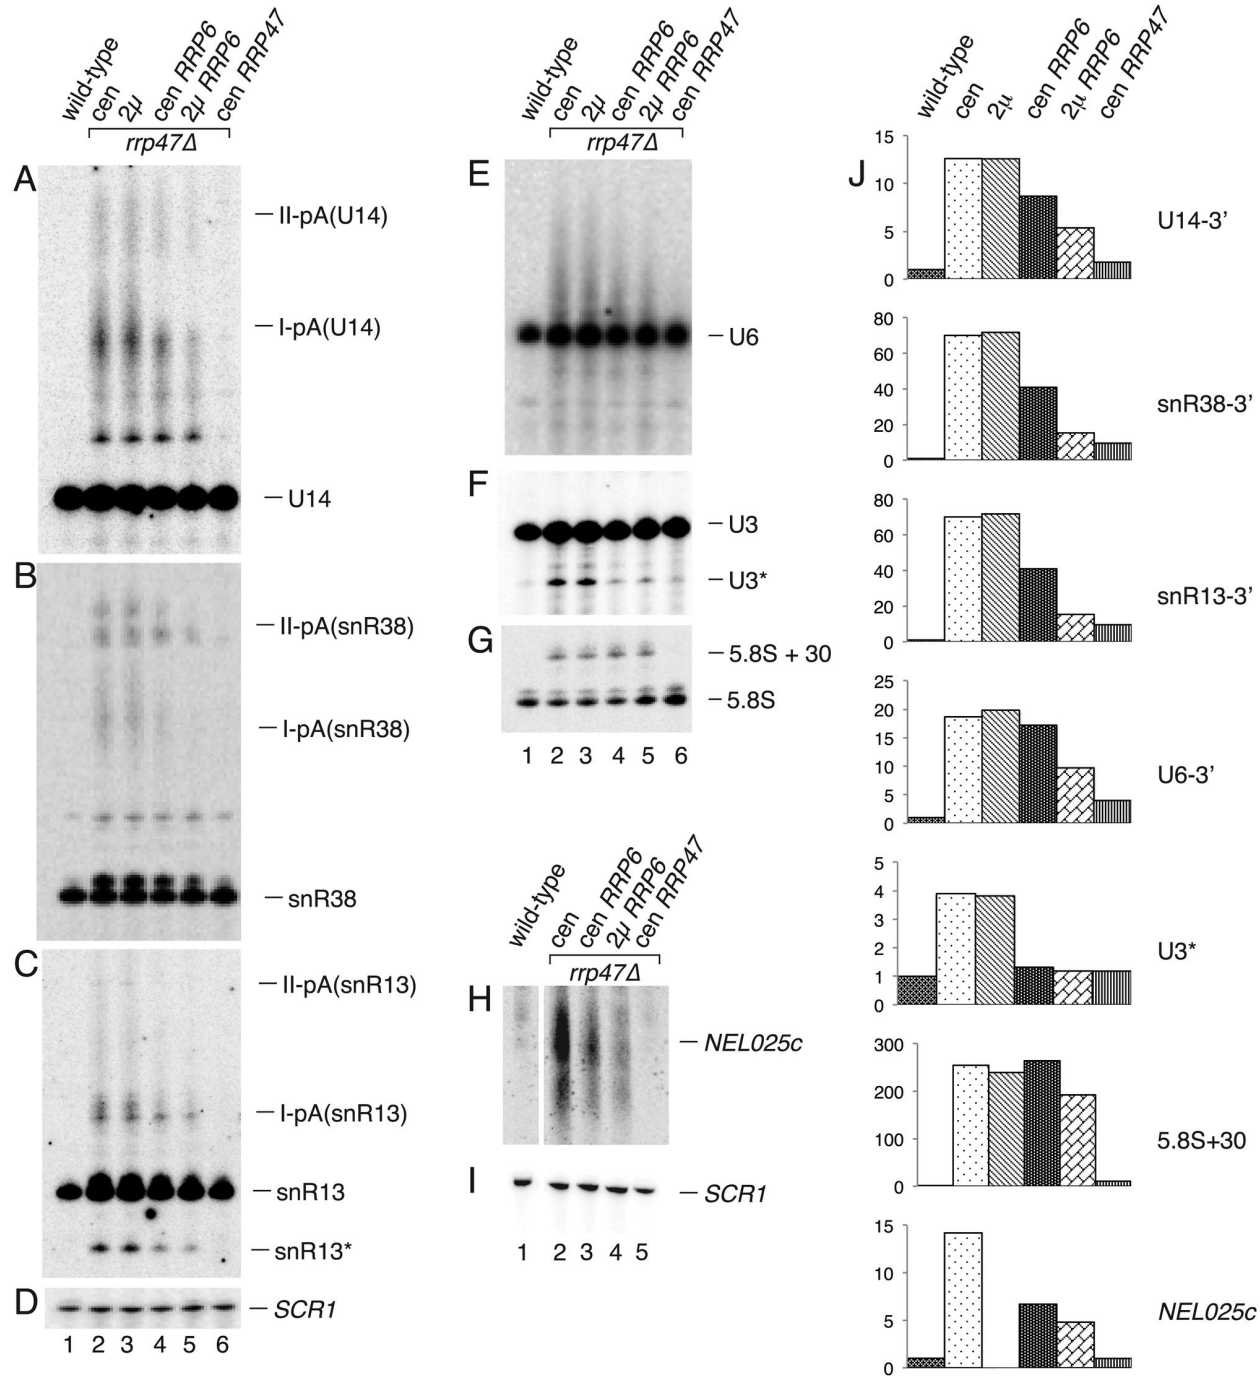 wild-type
cen
2µ
cen RRP6
2µ RRP6
cen RRP47
rrp47Δ
A
II-pA(U14)
I-pA(U14)
U14
B
II-pA(snR38)
I-pA(snR38)
snR38
C
II-pA(snR13)
I-pA(snR13)
snR13
snR13*
D
SCR1
1 2 3 4 5 6
wild-type
cen
2µ
cen RRP6
2µ RRP6
cen RRP47
rrp47Δ
E
U6
F
U3
U3*
G
5.8S + 30
5.8S
1 2 3 4 5 6
wild-type
cen
cen RRP6
2µ RRP6
cen RRP47
rrp47Δ
H
NEL025c
I
SCR1
1 2 3 4 5
wild-type
cen
2µ
cen RRP6
2µ RRP6
cen RRP47
J
15
10
5
0
U14-3’
80
60
40
20
0
snR38-3’
80
60
40
20
0
snR13-3’
25
20
15
10
5
0
U6-3’
5
4
3
2
1
0
U3*
300
200
100
0
5.8S+30
15
10
5
0
NEL025c